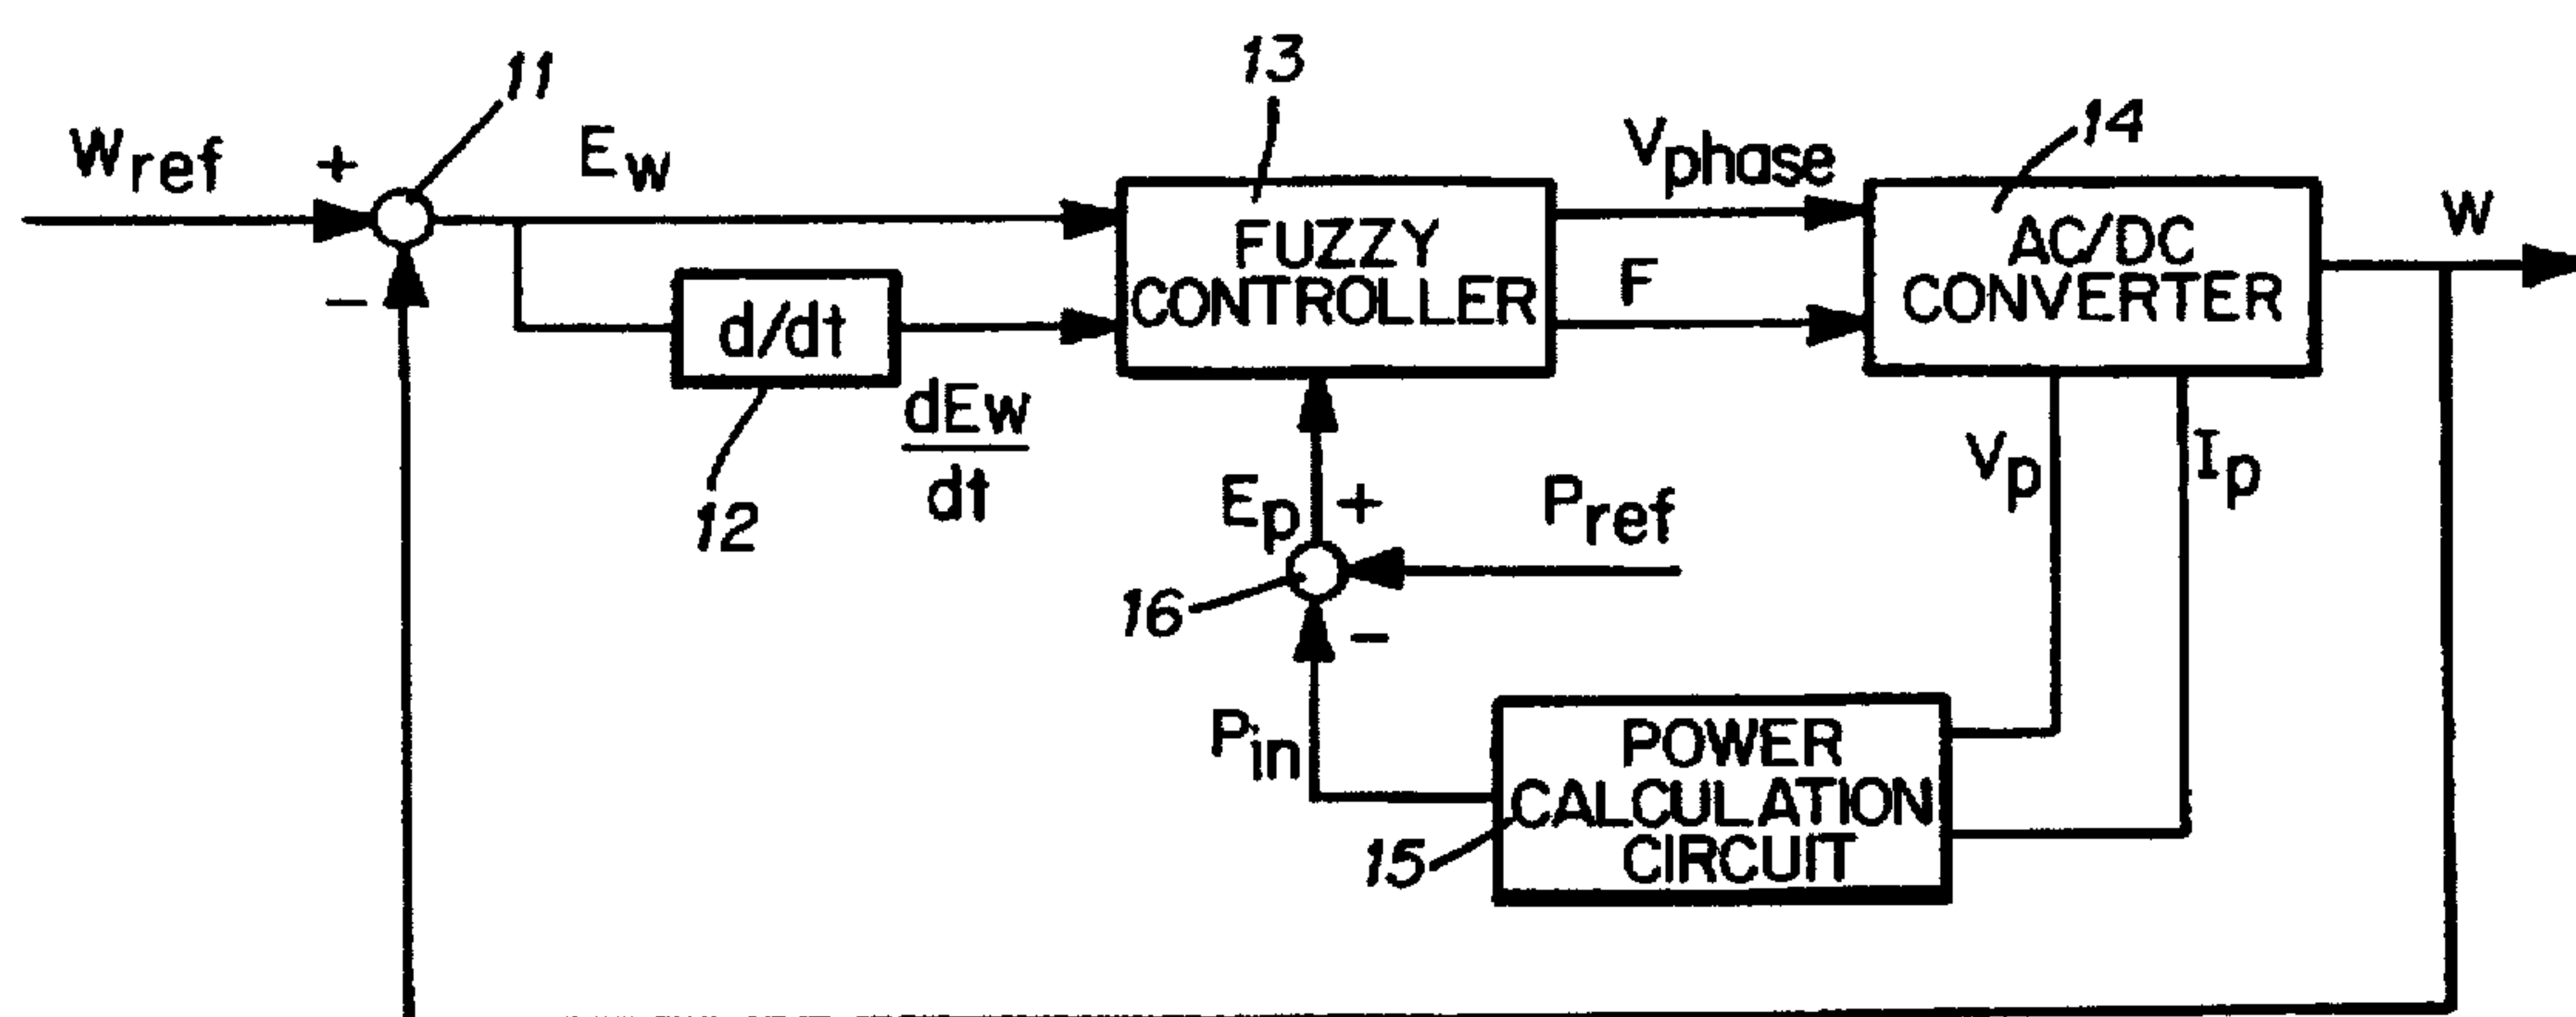 11
13
14
Wref
+
Ew
Vphase
W
FUZZY
CONTROLLER
AC/DC
CONVERTER
F
−
d/dt
dEw
dt
12
Vp
Ip
Ep
+
Pref
16
−
Pin
POWER
CALCULATION
CIRCUIT
15